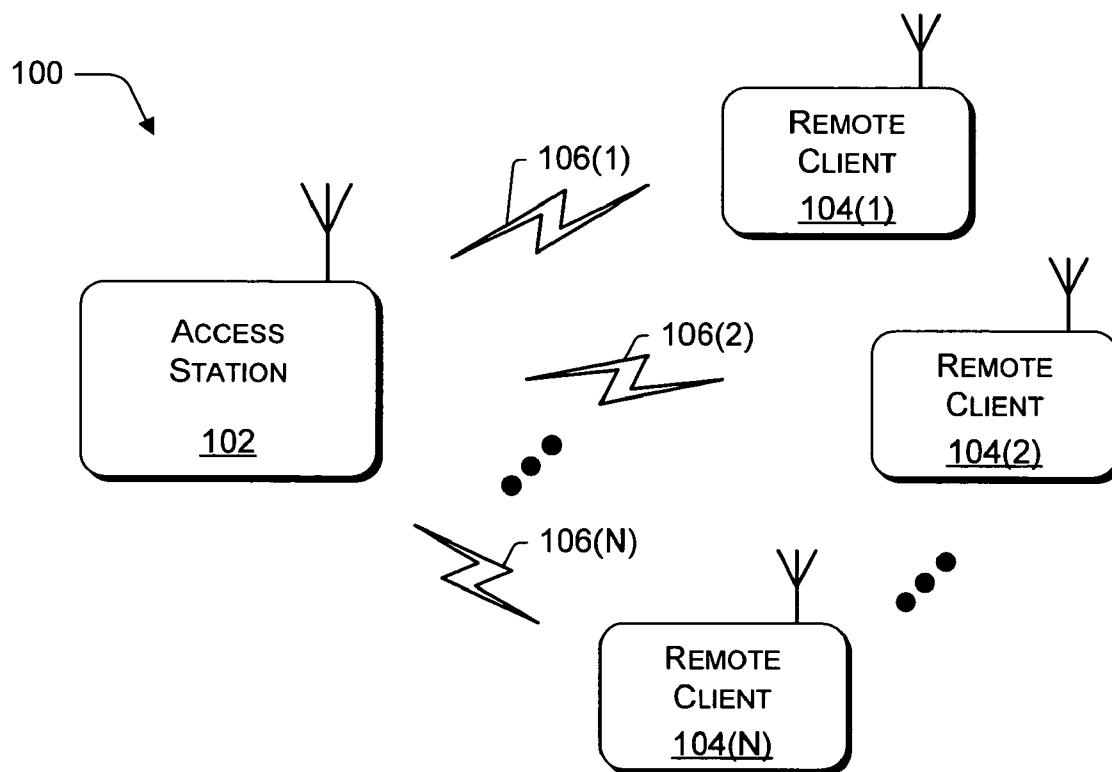 100
106(1)
REMOTE
CLIENT
104(1)
ACCESS
STATION
102
106(2)
REMOTE
CLIENT
104(2)
106(N)
REMOTE
CLIENT
104(N)